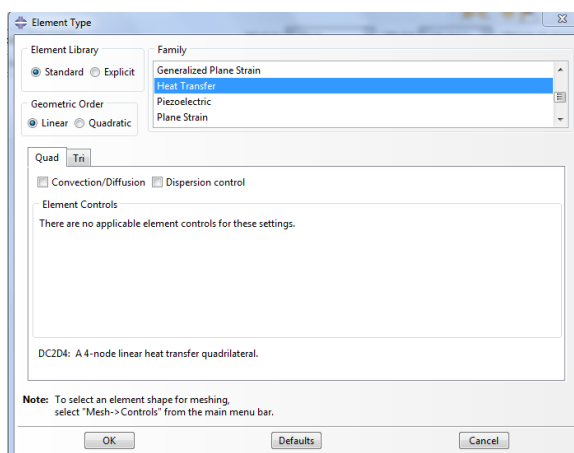 Element Type
Element Library
Standard Explicit
Family
Generalized Plane Strain
Heat Transfer
Piezoelectric
Plane Strain
Geometric Order
Linear Quadratic
Quad Tri
Convection/Diffusion Dispersion control
Element Controls
There are no applicable element controls for these settings.
DC2D4: A 4-node linear heat transfer quadrilateral.
Note: To select an element shape for meshing,
select "Mesh->Controls" from the main menu bar.
OK Defaults Cancel